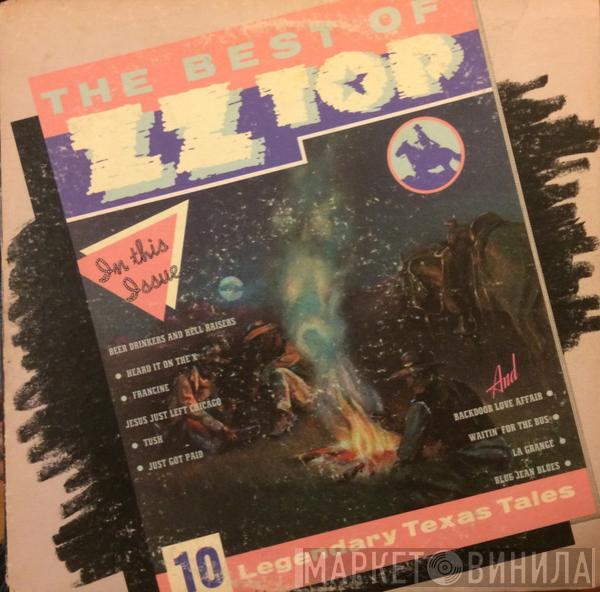 THE BEST OF
ZZ TOP
In this
Issue
BEER DRINKERS AND HELL RAISERS
• HEARD IT ON THE X
• FRANCINE
JESUS JUST LEFT CHICAGO
• TUSH
• JUST GOT PAID
And
BACKDOOR LOVE AFFAIR •
WAITIN' FOR THE BUS •
LA GRANGE •
BLUE JEAN BLUES •
10 Legendary Texas Tales
МАРКЕТ ВИНИЛА